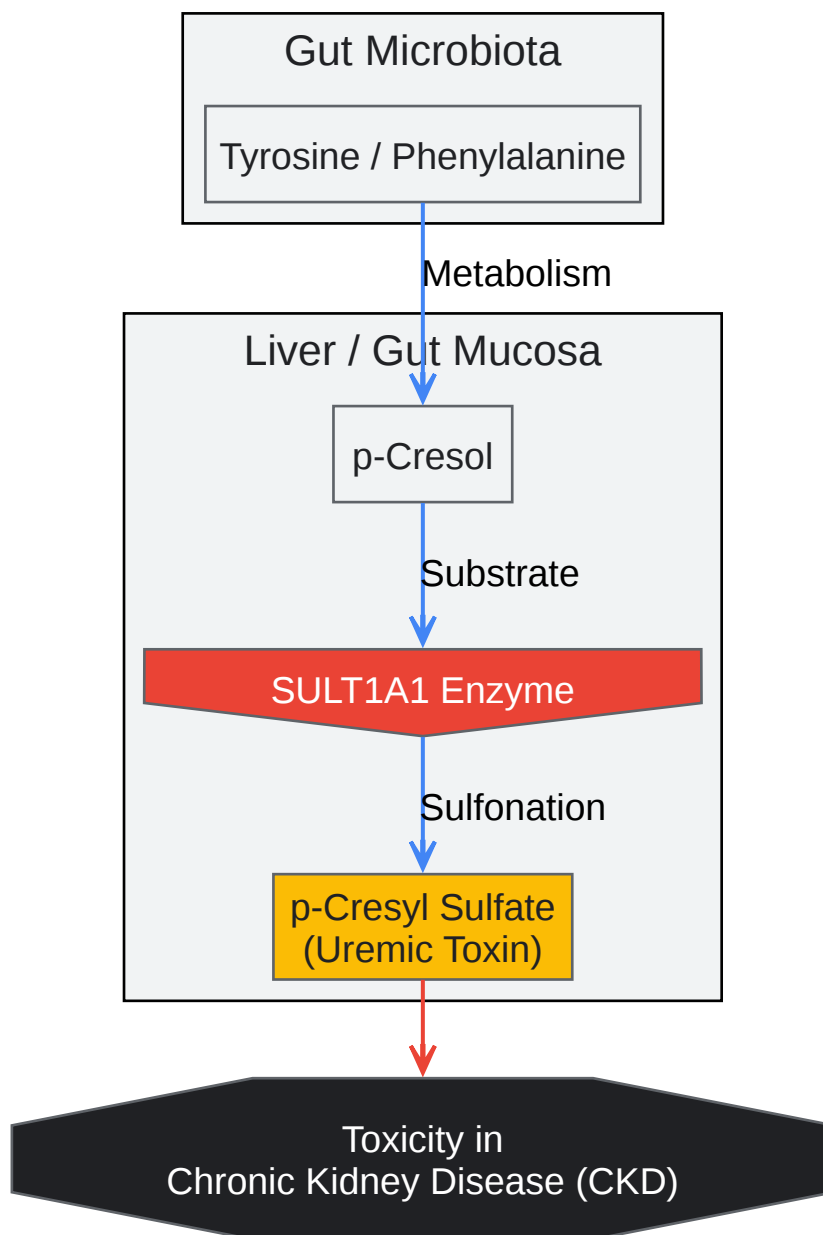 Gut Microbiota
Tyrosine / Phenylalanine
Metabolism
Liver / Gut Mucosa
p-Cresol
Substrate
SULT1A1 Enzyme
Sulfonation
p-Cresyl Sulfate
(Uremic Toxin)
Toxicity in
Chronic Kidney Disease (CKD)